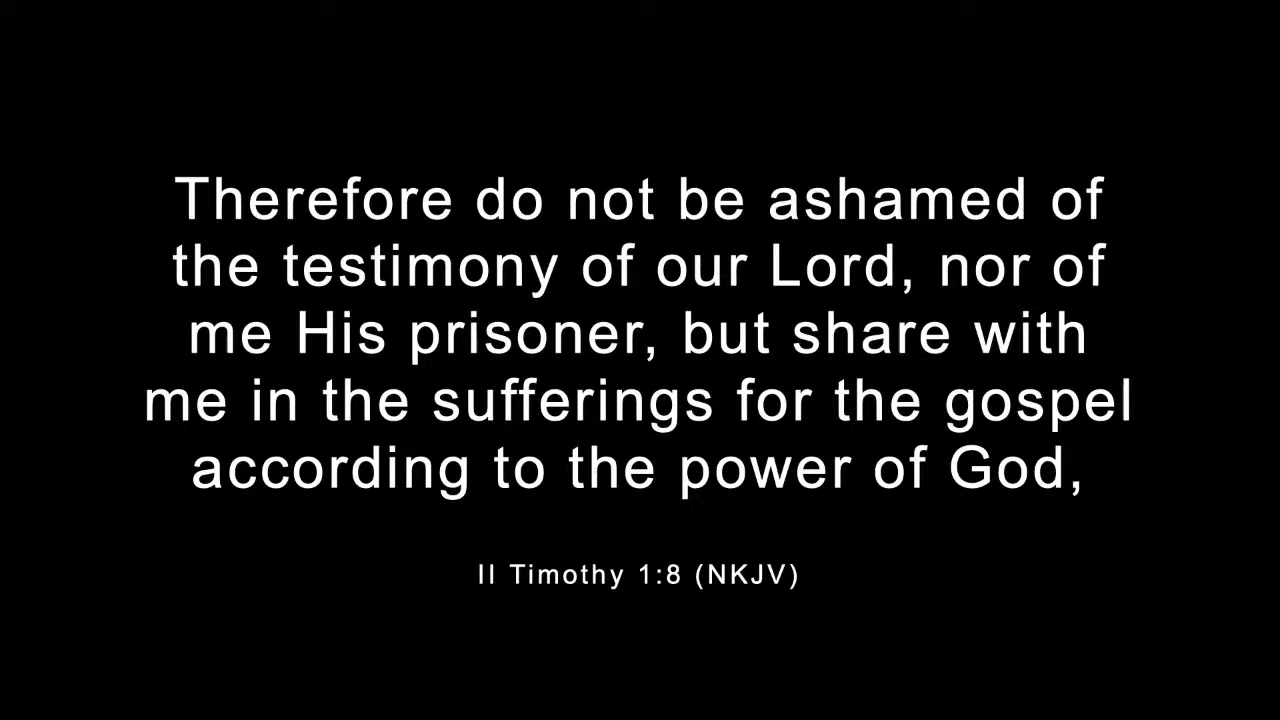 Therefore do not be ashamed of
the testimony of our Lord, nor of
me His prisoner, but share with
me in the sufferings for the gospel
according to the power of God,
II Timothy 1:8 (NKJV)